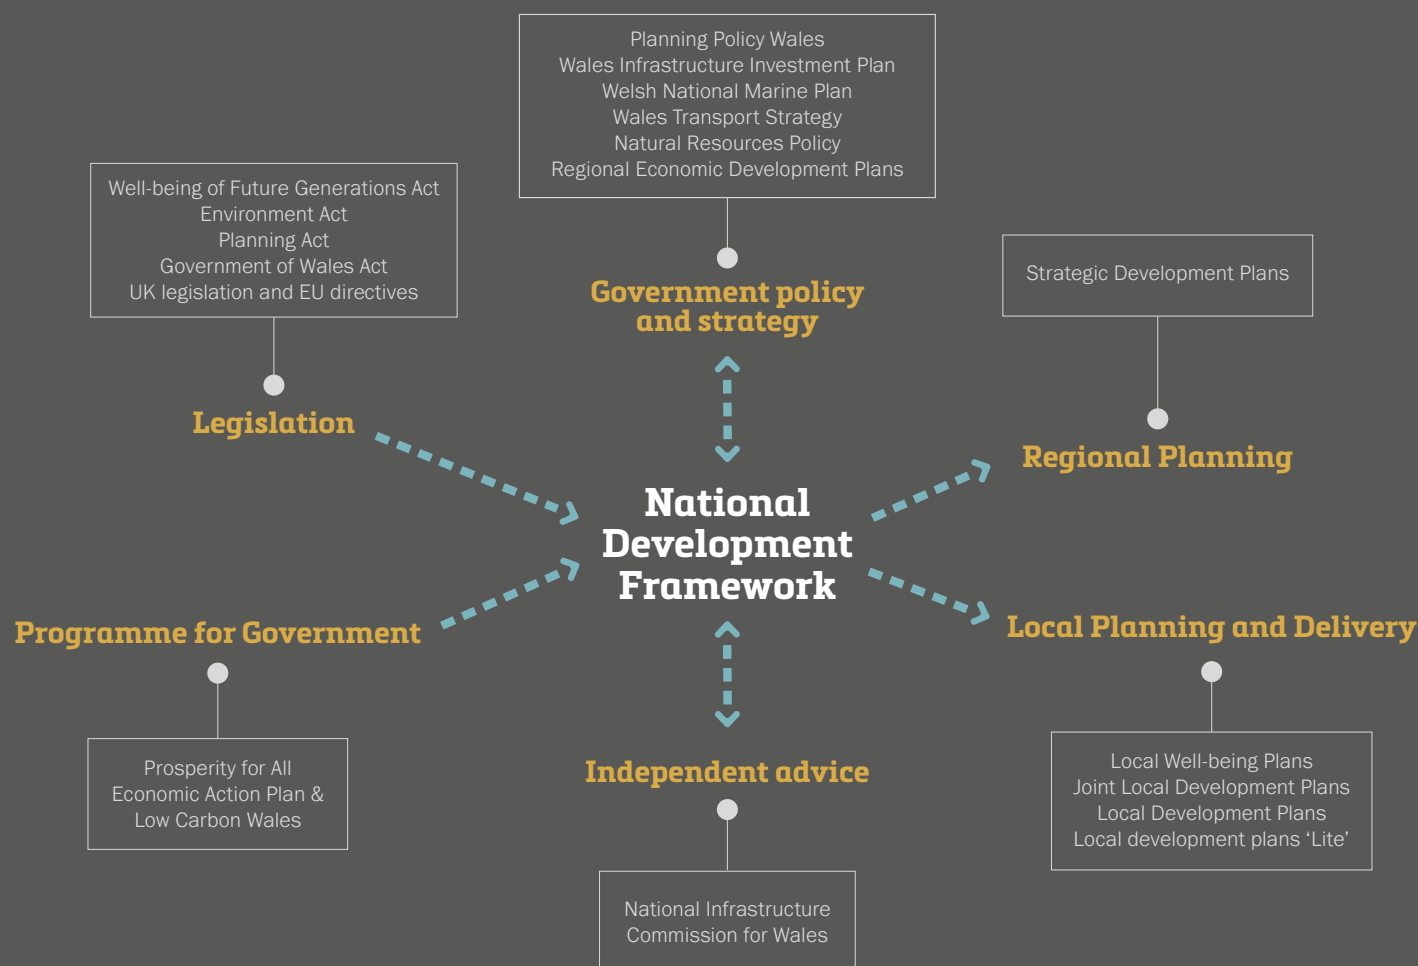 Planning Policy Wales
Wales Infrastructure Investment Plan
Welsh National Marine Plan
Wales Transport Strategy
Natural Resources Policy
Regional Economic Development Plans
Government policy
and strategy
Well-being of Future Generations Act
Environment Act
Planning Act
Government of Wales Act
UK legislation and EU directives
Legislation
Strategic Development Plans
Regional Planning
National
Development
Framework
Programme for Government
Prosperity for All
Economic Action Plan &
Low Carbon Wales
Independent advice
National Infrastructure
Commission for Wales
Local Planning and Delivery
Local Well-being Plans
Joint Local Development Plans
Local Development Plans
Local development plans ‘Lite’